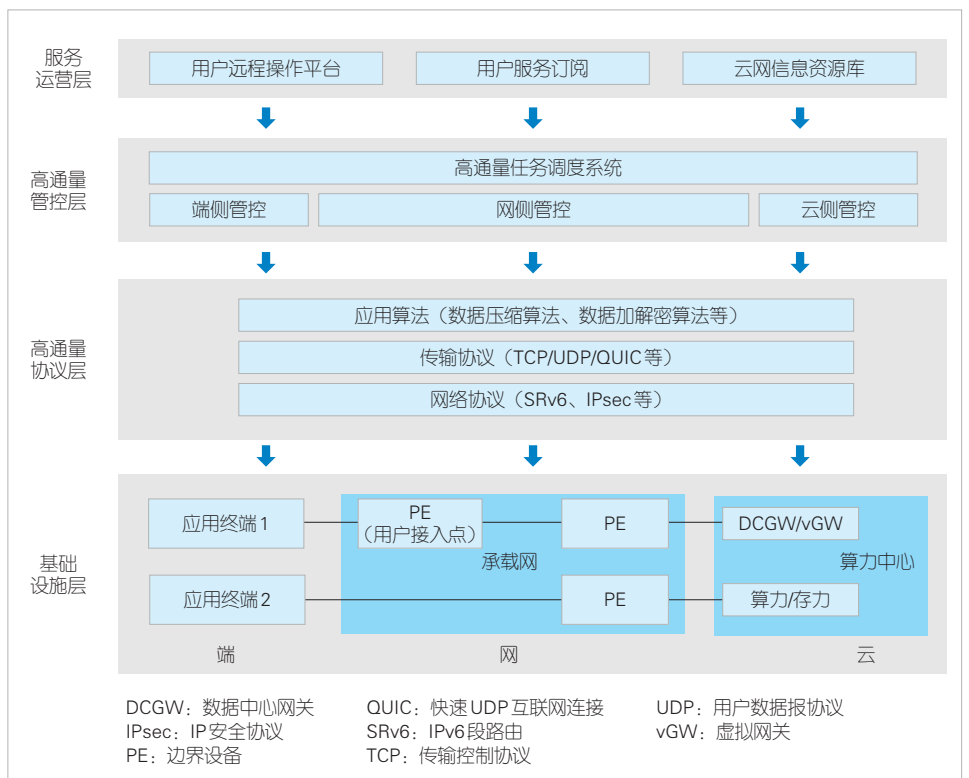 服务
运营层
用户远程操作平台
用户服务订阅
云网信息资源库
高通量
管控层
高通量任务调度系统
端侧管控
网侧管控
云侧管控
高通量
协议层
应用算法（数据压缩算法、数据加解密算法等）
传输协议（TCP/UDP/QUIC等）
网络协议（SRv6、IPsec等）
基础
设施层
应用终端1
PE
（用户接入点）
PE
DCGW/vGW
承载网
算力中心
应用终端2
PE
算力/存力
端
网
云
DCGW：数据中心网关
QUIC：快速UDP互联网连接
UDP：用户数据报协议
IPsec：IP安全协议
SRv6：IPv6段路由
vGW：虚拟网关
PE：边界设备
TCP：传输控制协议